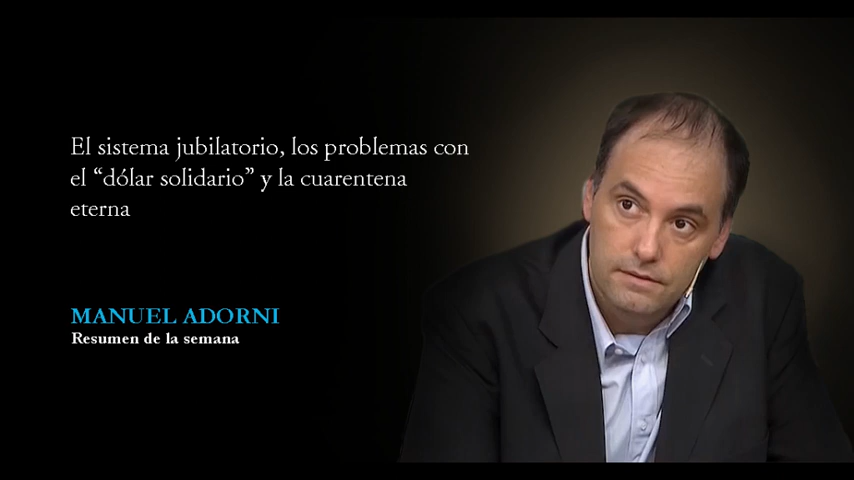 El sistema jubilatorio, los problemas con
el “dólar solidario” y la cuarentena
eterna
MANUEL ADORNI
Resumen de la semana